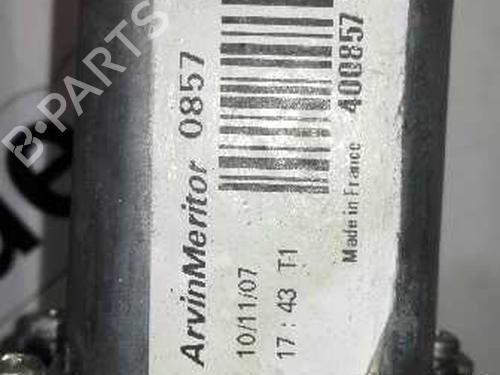 ArvinMeritor 0857
10/11/07
17 : 43 T1
Made in France 400857
B-PARTS